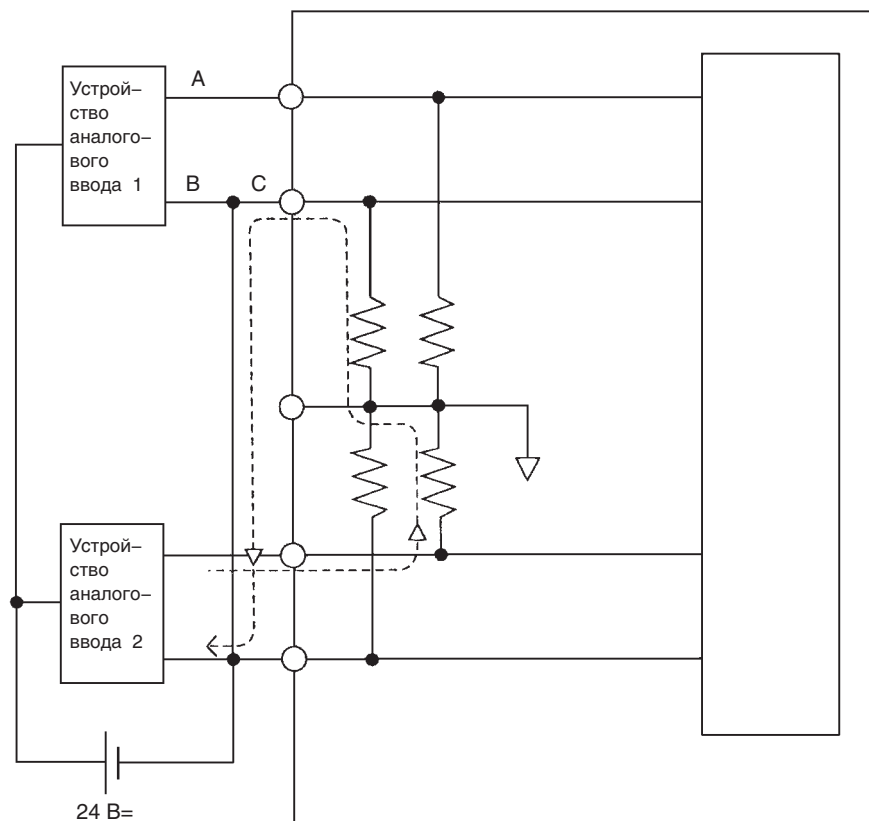 A
Устрой–
ство
аналого–
вого
ввода 1
B C
Устрой–
ство
аналого–
вого
ввода 2
24 В=